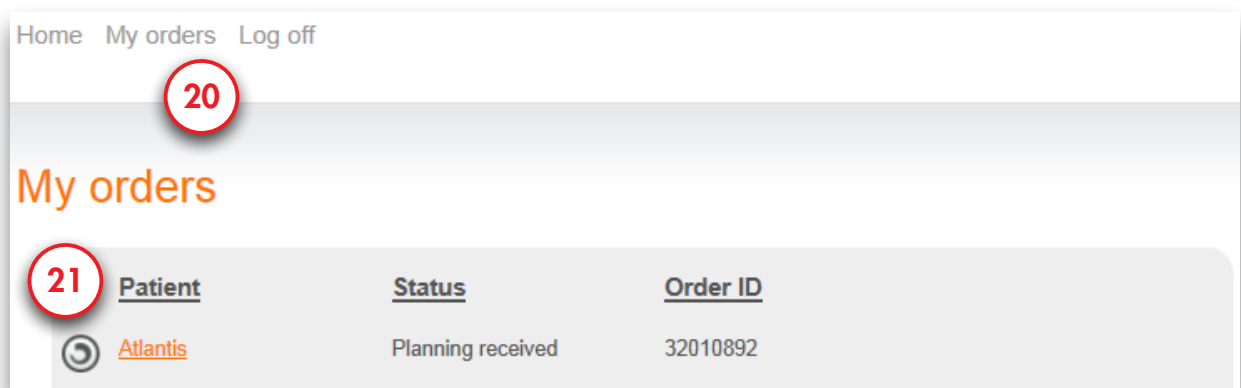 Home My orders Log off
20
My orders
21
Patient Status Order ID
Atlantis Planning received 32010892